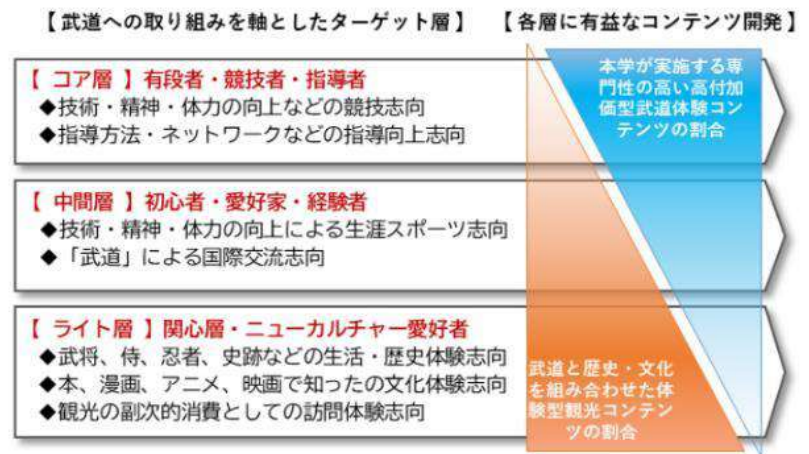 【武道への取り組みを軸としたターゲット層】
【各層に有益なコンテンツ開発】
【 コア層 】有段者・競技者・指導者
◆技術・精神・体力の向上などの競技志向
◆指導方法・ネットワークなどの指導向上志向
本学が実施する専
門性の高い高付加
価型武道体験コン
テンツの割合
【 中間層 】初心者・愛好家・経験者
◆技術・精神・体力の向上による生涯スポーツ志向
◆「武道」による国際交流志向
【 ライト層 】関心層・ニューカルチャー愛好者
◆武将、侍、忍者、史跡などの生活・歴史体験志向
◆本、漫画、アニメ、映画で知ったの文化体験志向
◆観光の副次的消費としての訪問体験志向
武道と歴史・文化
を組み合わせた体
験型観光コンテン
ツの割合